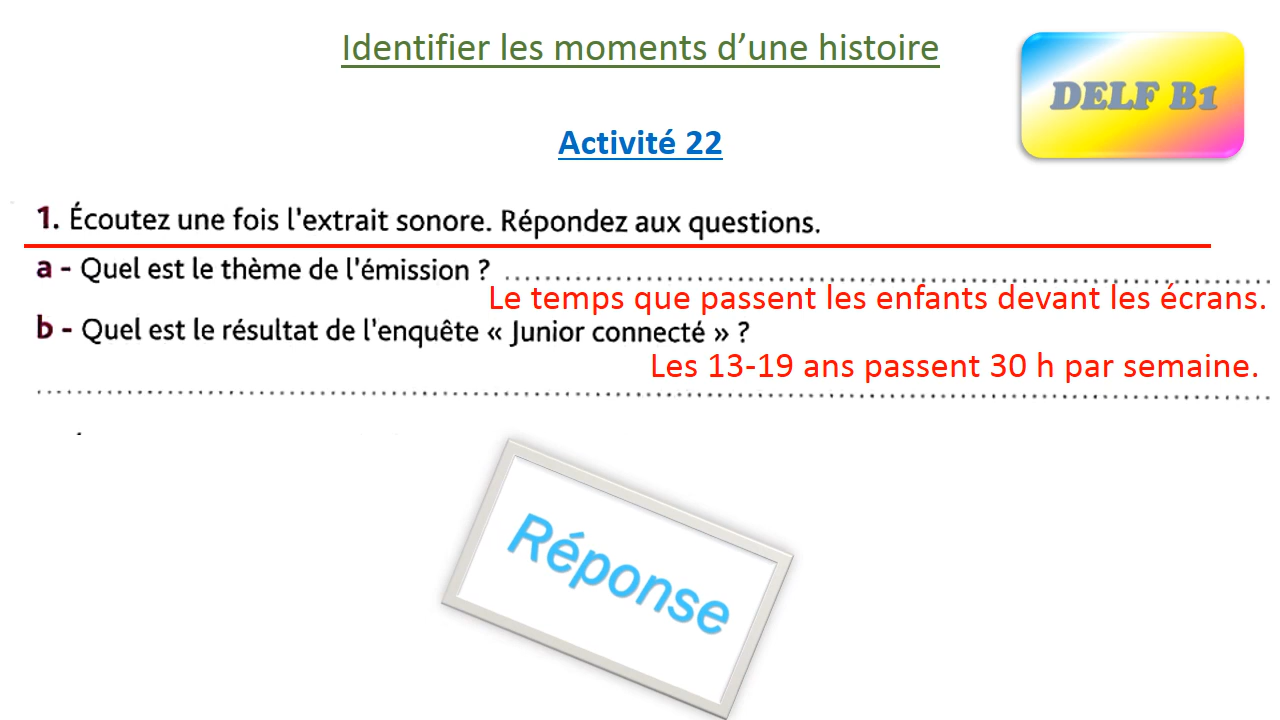 Identifier les moments d’une histoire
DELF B1
Activité 22
1. Écoutez une fois l'extrait sonore. Répondez aux questions.
a - Quel est le thème de l'émission ?
Le temps que passent les enfants devant les écrans.
b - Quel est le résultat de l'enquête « Junior connecté » ?
Les 13-19 ans passent 30 h par semaine.
Réponse